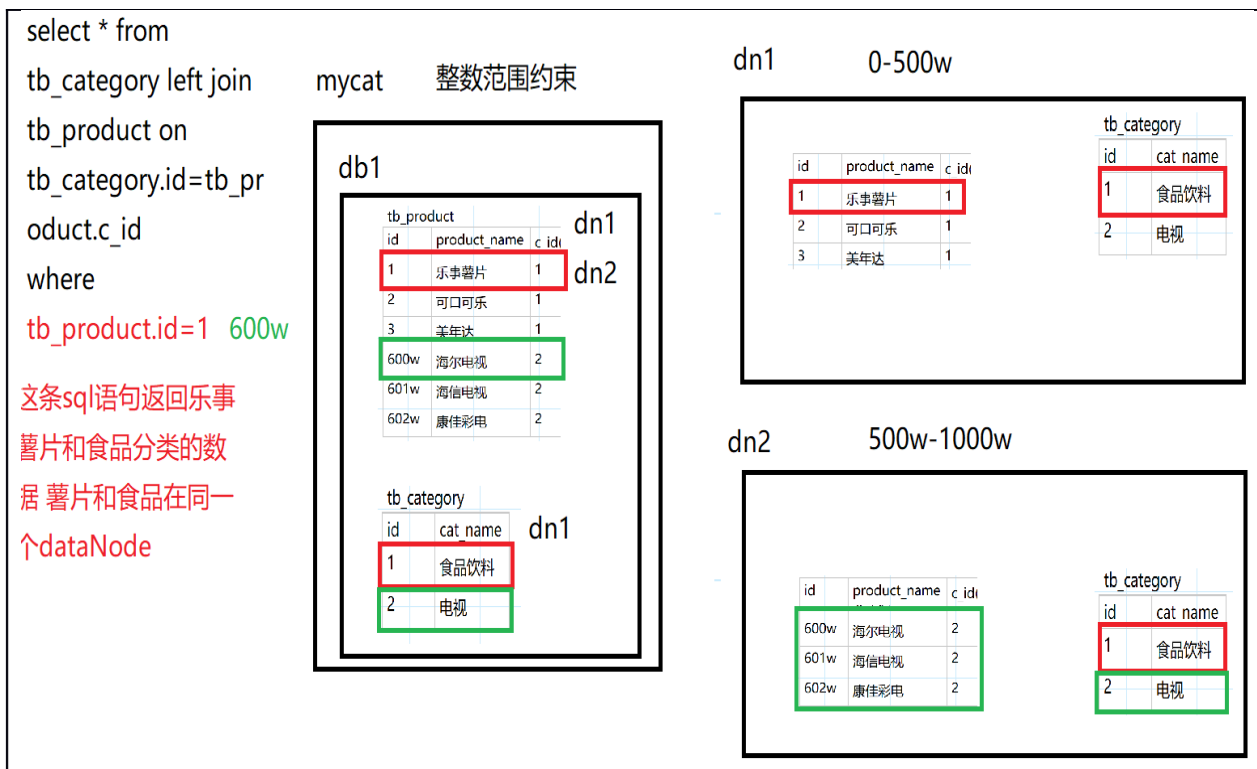 select * from
tb_category left join
tb_product on
tb_category.id=tb_pr
oduct.c_id
where
tb_product.id=1 600w
这条sql语句返回乐事
薯片和食品分类的数
据 薯片和食品在同一
个dataNode
mycat 整数范围约束
db1
tb_product
id product_name c_id(
1 乐事薯片 1
2 可口可乐 1
3 美年达 1
600w 海尔电视 2
601w 海信电视 2
602w 康佳彩电 2
dn1
dn2
tb_category
id cat_name
1 食品饮料
2 电视
dn1
dn1 0-500w
id product_name c_id(
1 乐事薯片 1
2 可口可乐 1
3 美年达 1
tb_category
id cat_name
1 食品饮料
2 电视
dn2 500w-1000w
id product_name c_id(
600w 海尔电视 2
601w 海信电视 2
602w 康佳彩电 2
tb_category
id cat_name
1 食品饮料
2 电视